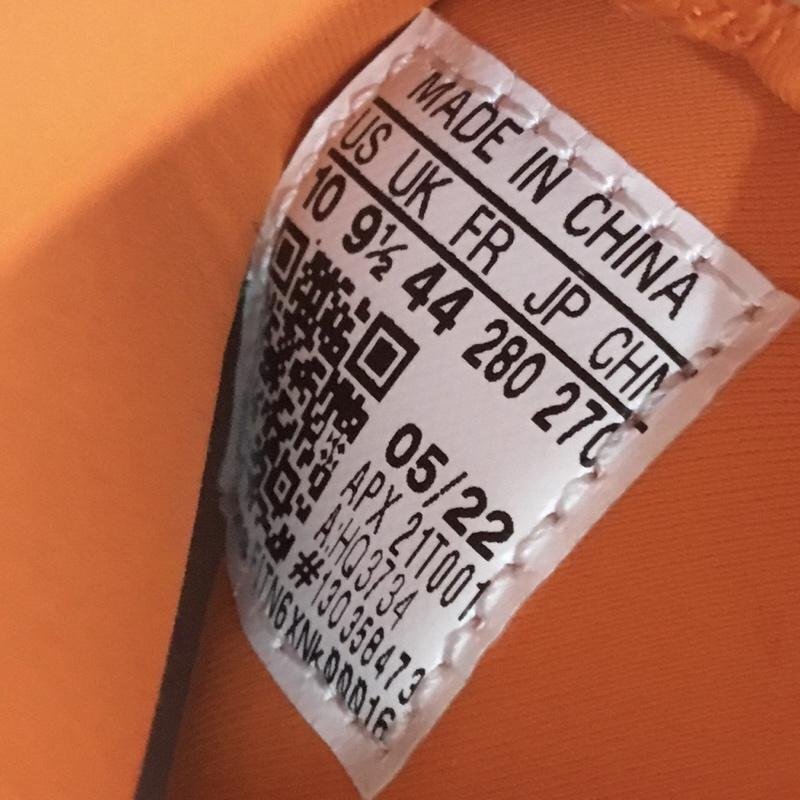 MADE IN CHINA
US UK FR JP CHN
10 9½ 44 280 270
05/22
APX 21T001
A:HQ3734
#130358473